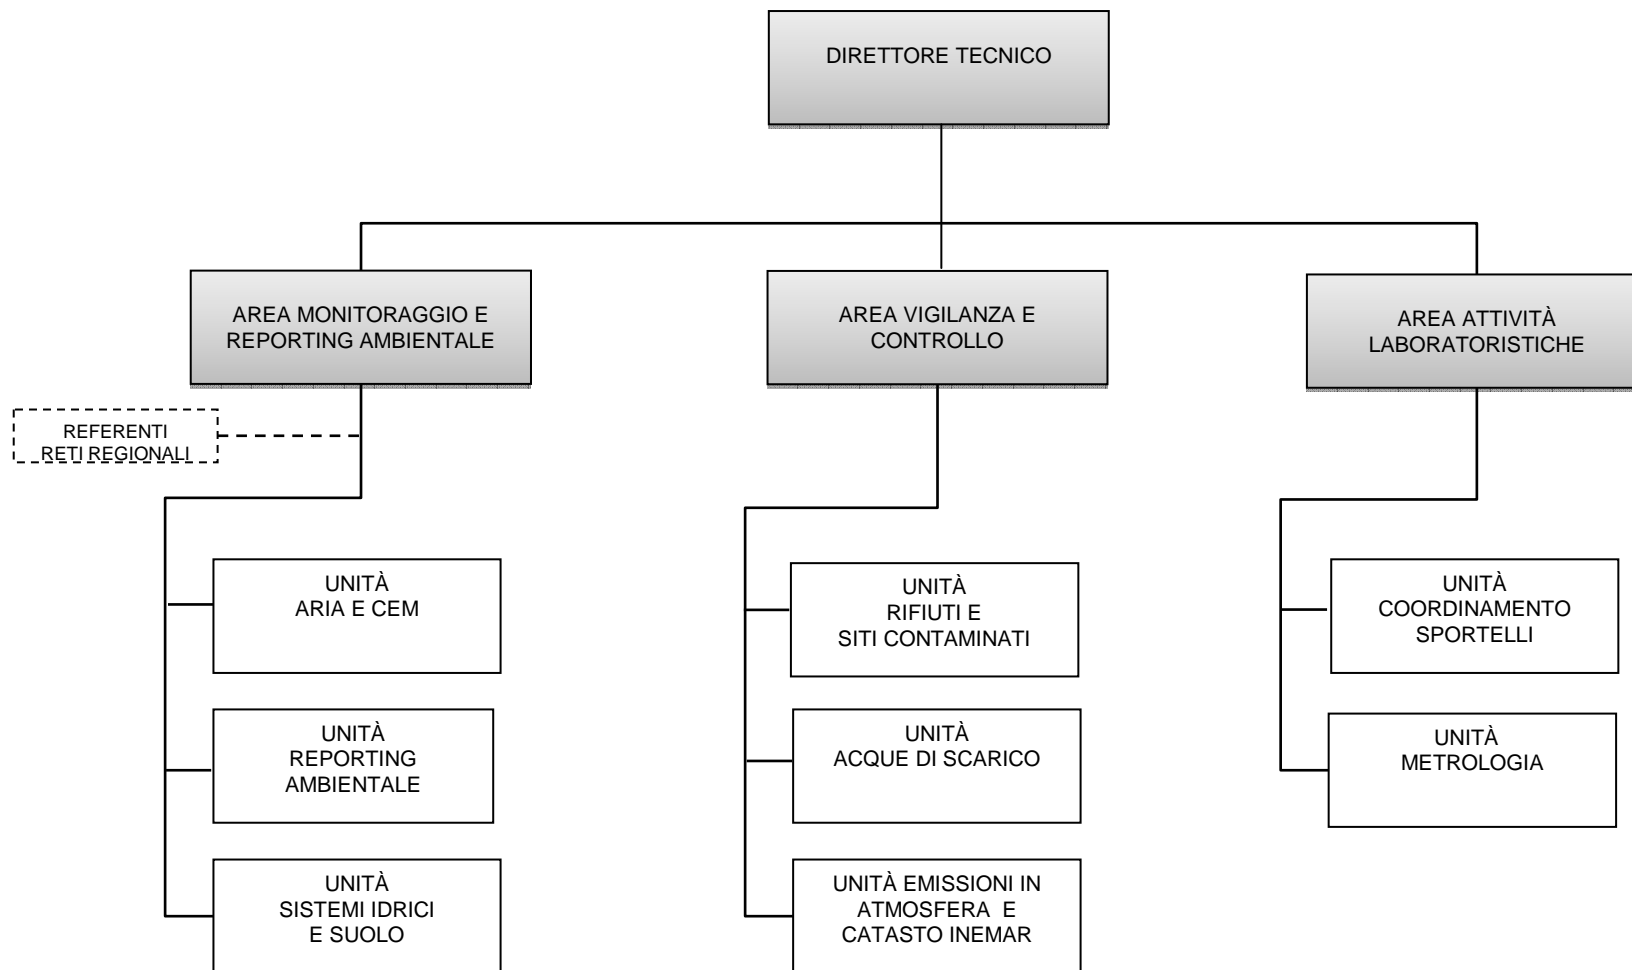 DIRETTORE TECNICO
AREA MONITORAGGIO E
REPORTING AMBIENTALE
AREA VIGILANZA E
CONTROLLO
AREA ATTIVITÀ
LABORATORISTICHE
REFERENTI
RETI REGIONALI
UNITÀ
ARIA E CEM
UNITÀ
REPORTING
AMBIENTALE
UNITÀ
SISTEMI IDRICI
E SUOLO
UNITÀ
RIFIUTI E
SITI CONTAMINATI
UNITÀ
ACQUE DI SCARICO
UNITÀ EMISSIONI IN
ATMOSFERA E
CATASTO INEMAR
UNITÀ
COORDINAMENTO
SPORTELLI
UNITÀ
METROLOGIA